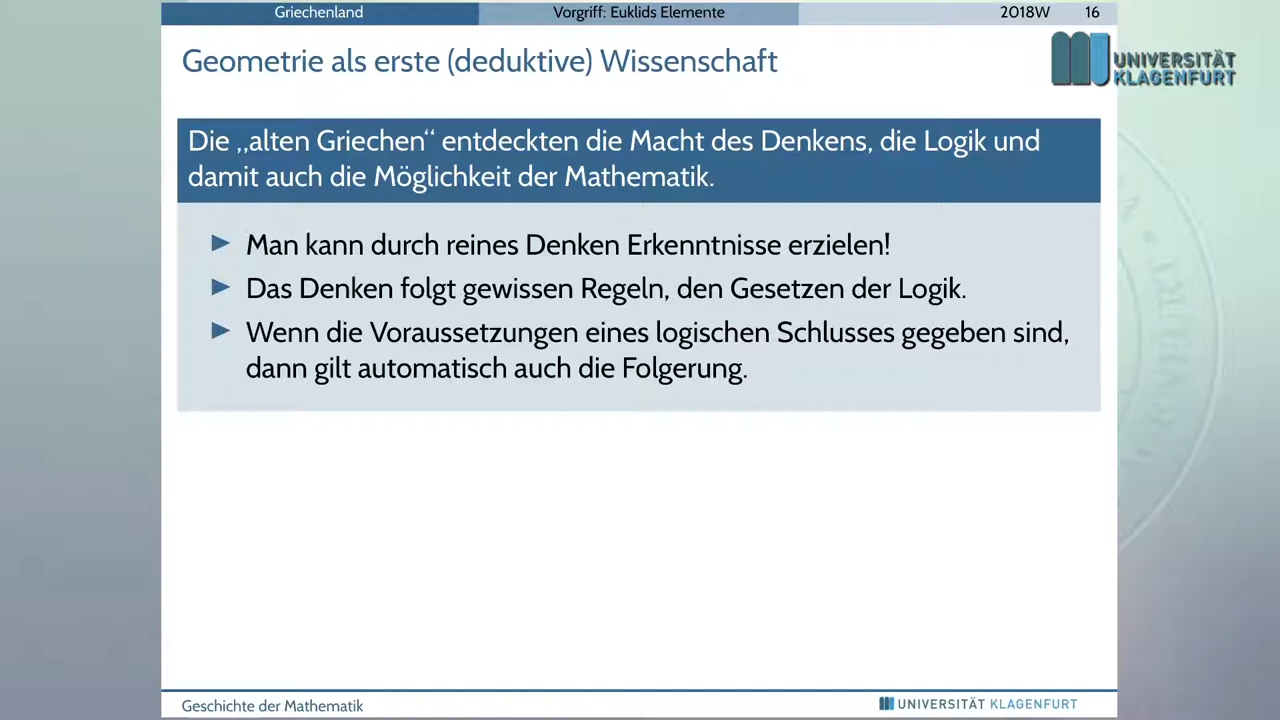 Griechenland Vorgriff: Euklids Elemente 2018W 16
Geometrie als erste (deduktive) Wissenschaft
UNIVERSITÄT
KLAGENFURT
Die „alten Griechen“ entdeckten die Macht des Denkens, die Logik und
damit auch die Möglichkeit der Mathematik.
Man kann durch reines Denken Erkenntnisse erzielen!
Das Denken folgt gewissen Regeln, den Gesetzen der Logik.
Wenn die Voraussetzungen eines logischen Schlusses gegeben sind,
dann gilt automatisch auch die Folgerung.
Geschichte der Mathematik UNIVERSITÄT KLAGENFURT